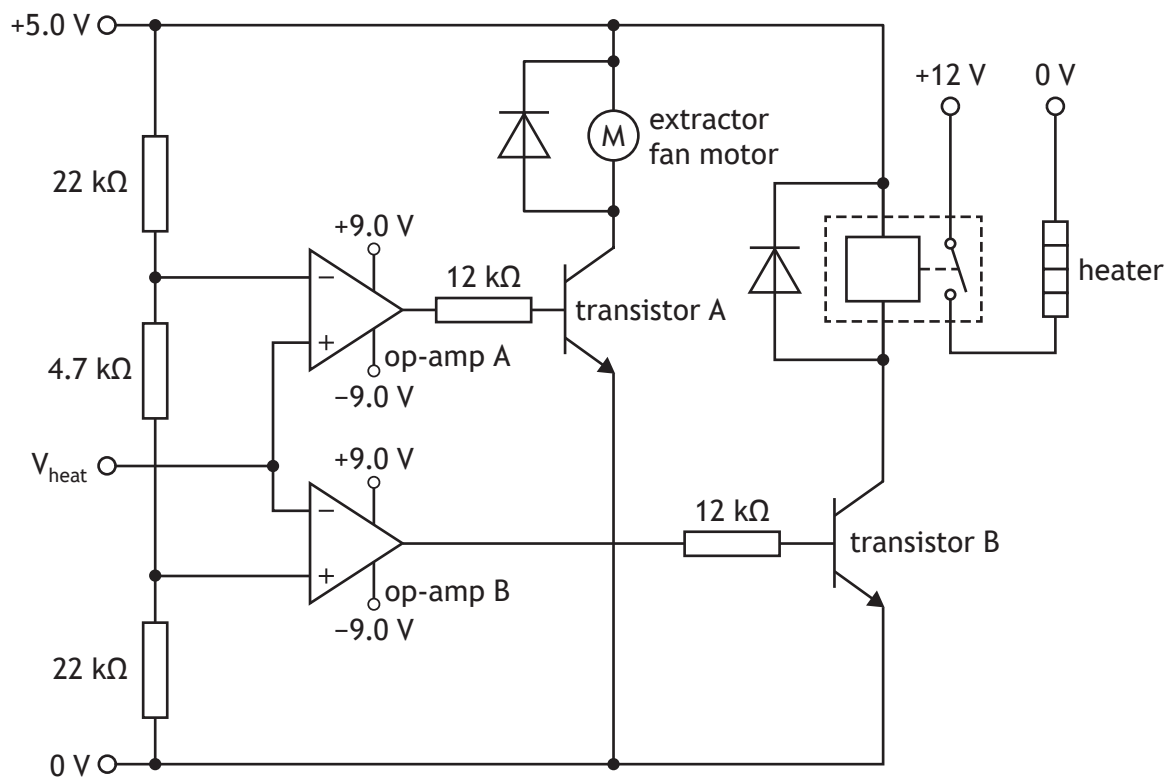 +5.0 V
+12 V
0 V
extractor
fan motor
M
22 kΩ
+9.0 V
12 kΩ
−
+
transistor A
heater
4.7 kΩ
op-amp A
−9.0 V
V heat
+9.0 V
12 kΩ
−
+
transistor B
op-amp B
−9.0 V
22 kΩ
0 V